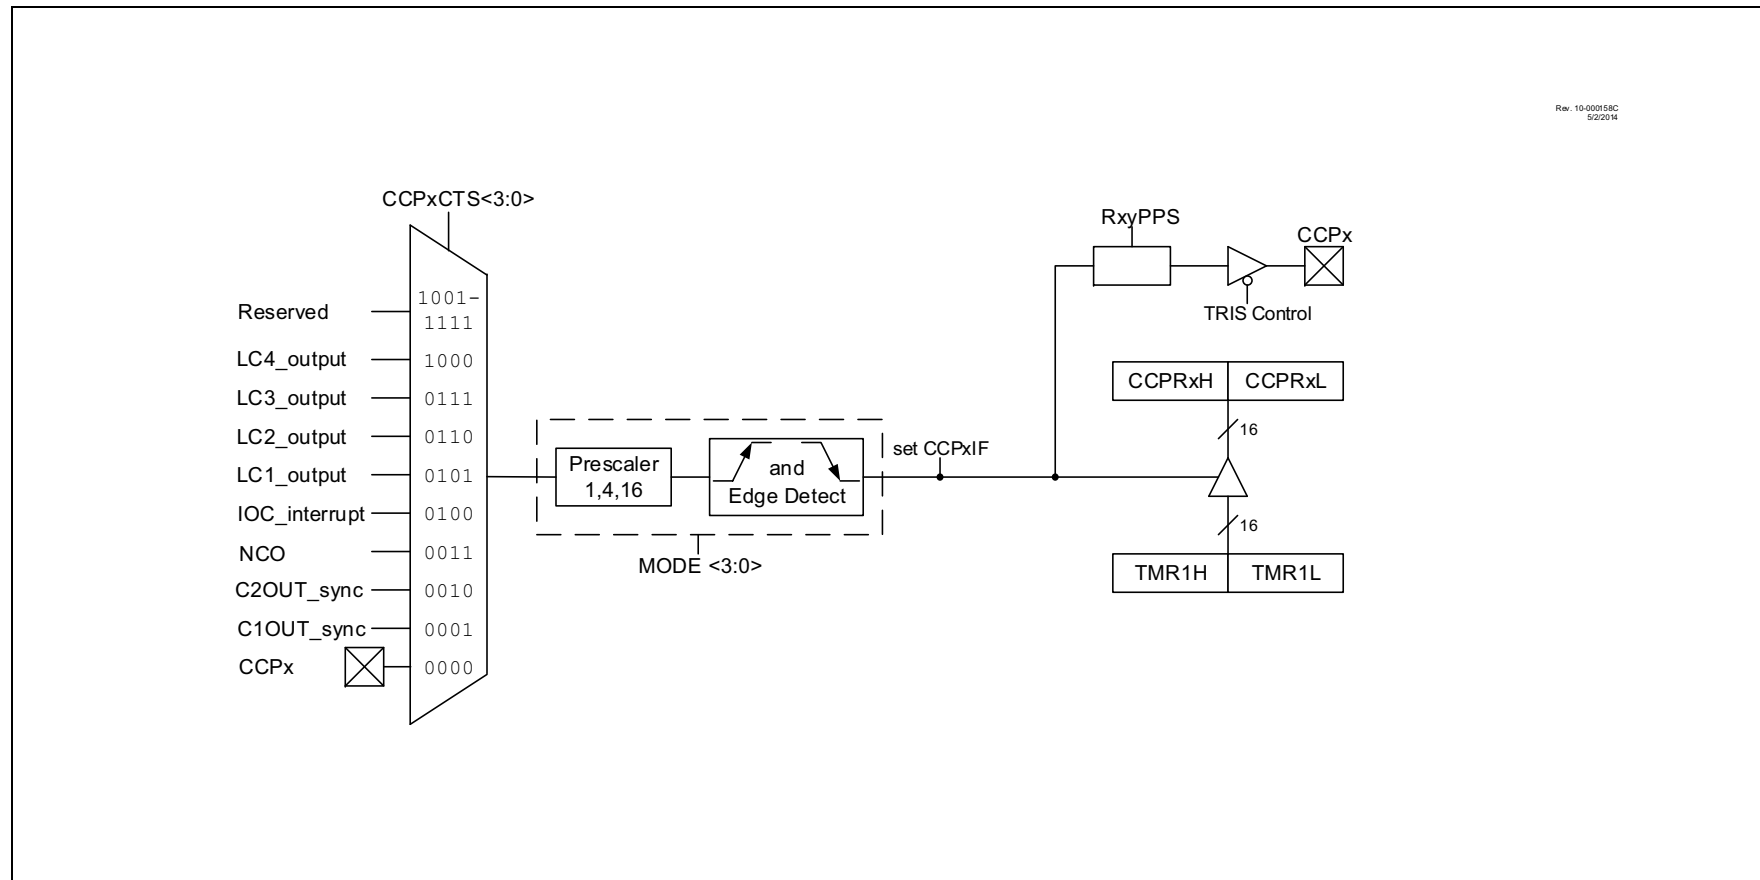 Rev. 10-000158C
5/2/2014
CCPxCTS<3:0>
RxyPPS
CCPx
TRIS Control
Reserved
1001-
1111
LC4_output 1000
LC3_output 0111
LC2_output 0110
LC1_output 0101
IOC_interrupt 0100
NCO 0011
C2OUT_sync 0010
C1OUT_sync 0001
CCPx 0000
Prescaler
1,4,16
and
Edge Detect
MODE <3:0>
set CCPxIF
CCPRxH CCPRxL
16
16
TMR1H TMR1L